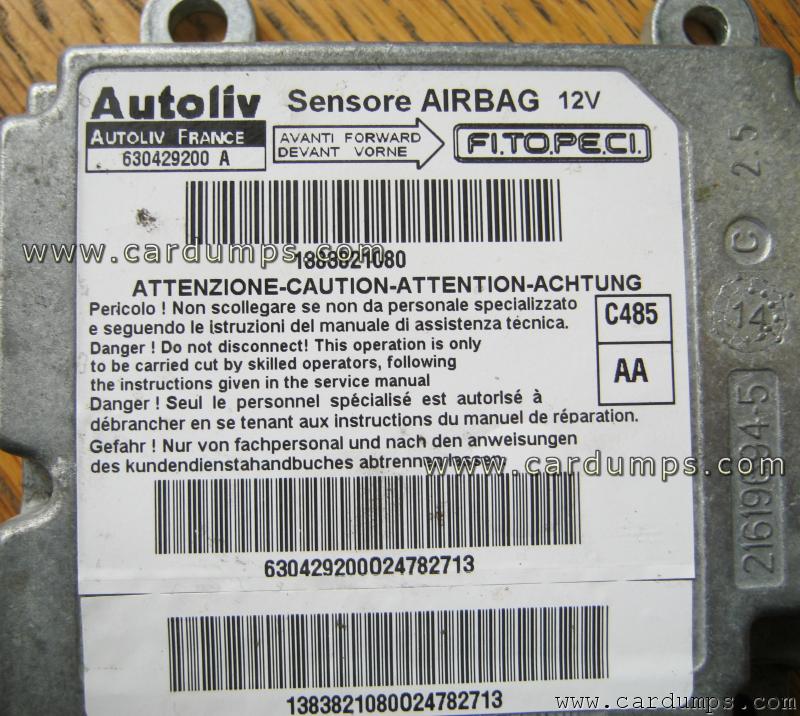 Autoliv Sensore AIRBAG 12V
AUTOLIV FRANCE
630429200 A
AVANTI FORWARD
DEVANT VORNE
FI.TO.PE.CI.
1383821080
www.cardumps.com
ATTENZIONE-CAUTION-ATTENTION-ACHTUNG
Pericolo ! Non scollegare se non da personale specializzato
e seguendo le istruzioni del manuale di assistenza técnica.
Danger ! Do not disconnect! This operation is only
to be carried cut by skilled operators, following
the instructions given in the service manual
Danger ! Seul le personnel spécialisé est autorisé à
débrancher en se tenant aux instructions du manuel de réparation.
Gefahr ! Nur von fachpersonal und nach den anweisungen
des kundendienstahandbuches abtrennen lassen.
C485
AA
www.cardumps.com
630429200024782713
1383821080024782713
www.cardumps.com
C 25
14